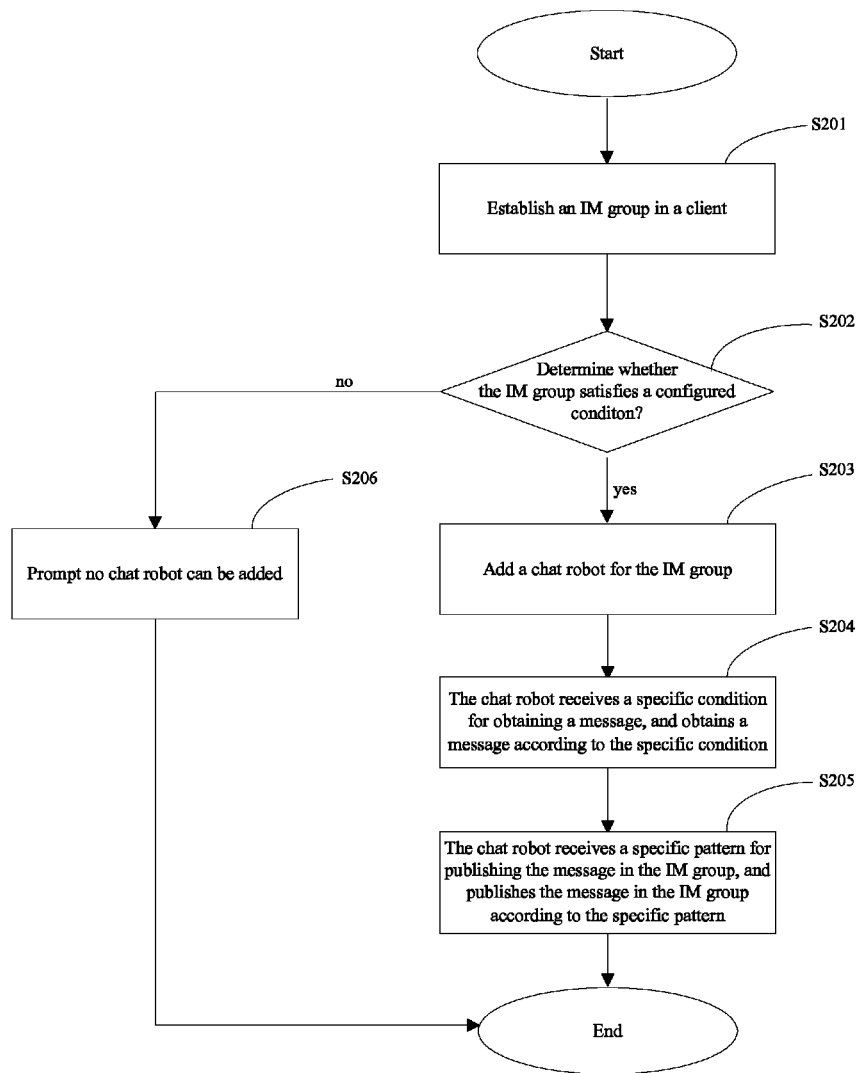 Start
S201
Establish an IM group in a client
S202
Determine whether
the IM group satisfies a configured
conditon?
no
yes
S206
S203
Prompt no chat robot can be added
Add a chat robot for the IM group
S204
The chat robot receives a specific condition
for obtaining a message, and obtains a
message according to the specific condition
S205
The chat robot receives a specific pattern for
publishing the message in the IM group, and
publishes the message in the IM group
according to the specific pattern
End